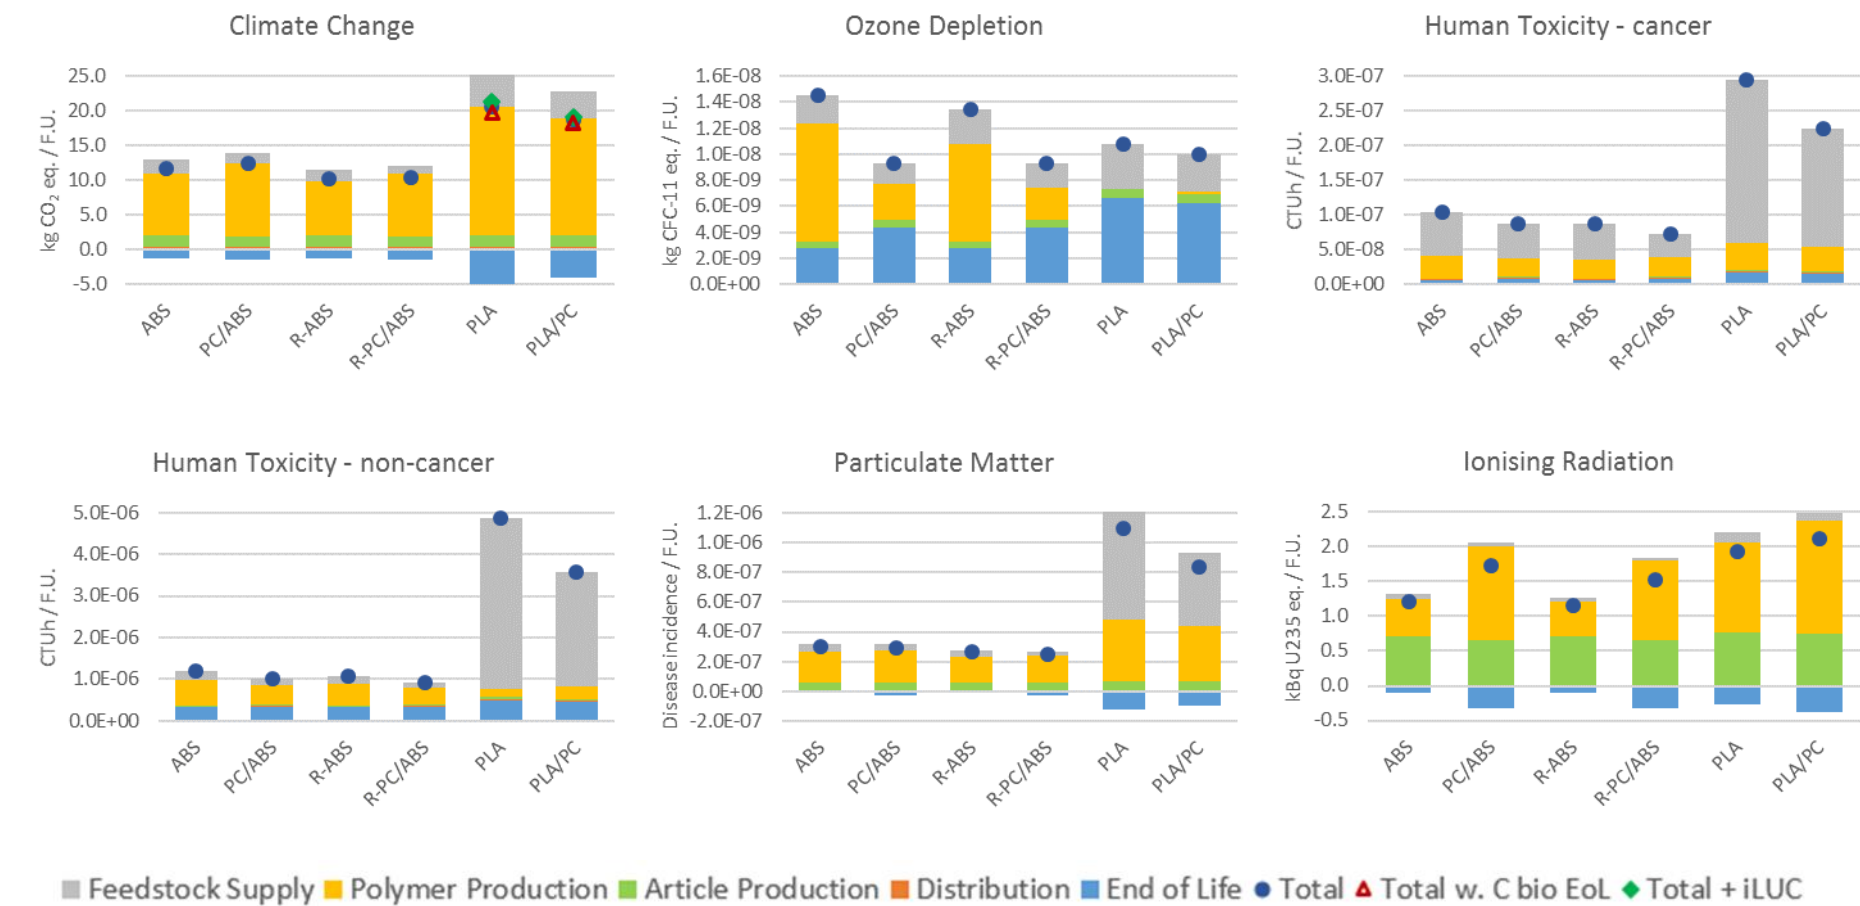 Climate Change
kg CO₂ eq. / F.U.
25.0
20.0
15.0
10.0
5.0
0.0
-5.0
ABS
PC/ABS
R-ABS
R-PC/ABS
PLA
PLA/PC
Ozone Depletion
kg CFC-11 eq. / F.U.
1.6E-08
1.4E-08
1.2E-08
1.0E-08
8.0E-09
6.0E-09
4.0E-09
2.0E-09
0.0E+00
ABS
PC/ABS
R-ABS
R-PC/ABS
PLA
PLA/PC
Human Toxicity - cancer
CTUh / F.U.
3.0E-07
2.5E-07
2.0E-07
1.5E-07
1.0E-07
5.0E-08
0.0E+00
ABS
PC/ABS
R-ABS
R-PC/ABS
PLA
PLA/PC
Human Toxicity - non-cancer
CTUh / F.U.
5.0E-06
4.0E-06
3.0E-06
2.0E-06
1.0E-06
0.0E+00
ABS
PC/ABS
R-ABS
R-PC/ABS
PLA
PLA/PC
Particulate Matter
Disease incidence / F.U.
1.2E-06
1.0E-06
8.0E-07
6.0E-07
4.0E-07
2.0E-07
0.0E+00
-2.0E-07
ABS
PC/ABS
R-ABS
R-PC/ABS
PLA
PLA/PC
Ionising Radiation
kBq U235 eq. / F.U.
2.5
2.0
1.5
1.0
0.5
0.0
-0.5
ABS
PC/ABS
R-ABS
R-PC/ABS
PLA
PLA/PC
Feedstock Supply Polymer Production Article Production Distribution End of Life Total Total w. C bio EoL Total + iLUC